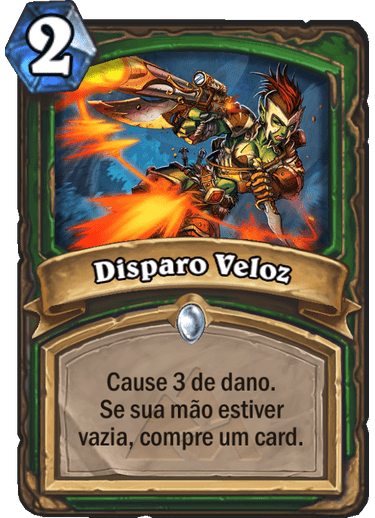 2
Disparo Veloz
Cause 3 de dano.
Se sua mão estiver
vazia, compre um card.